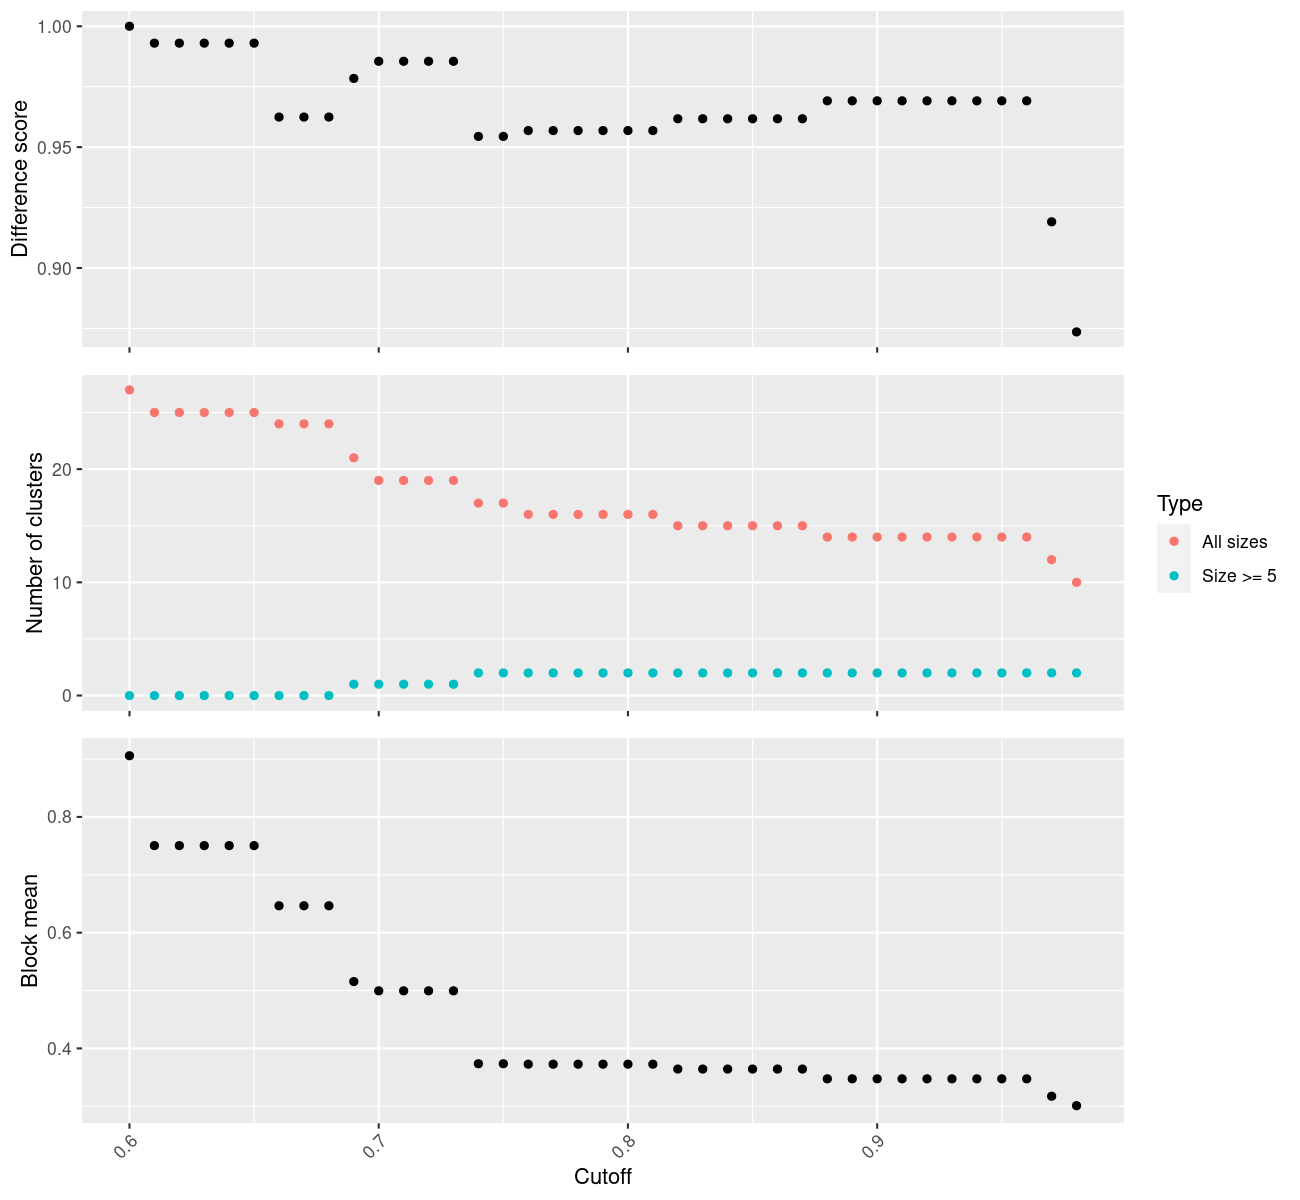 1.00
0.95
0.90
Difference score
20
10
0
Number of clusters
Type
All sizes
Size >= 5
0.8
0.6
0.4
Block mean
0.6
0.7
0.8
0.9
Cutoff